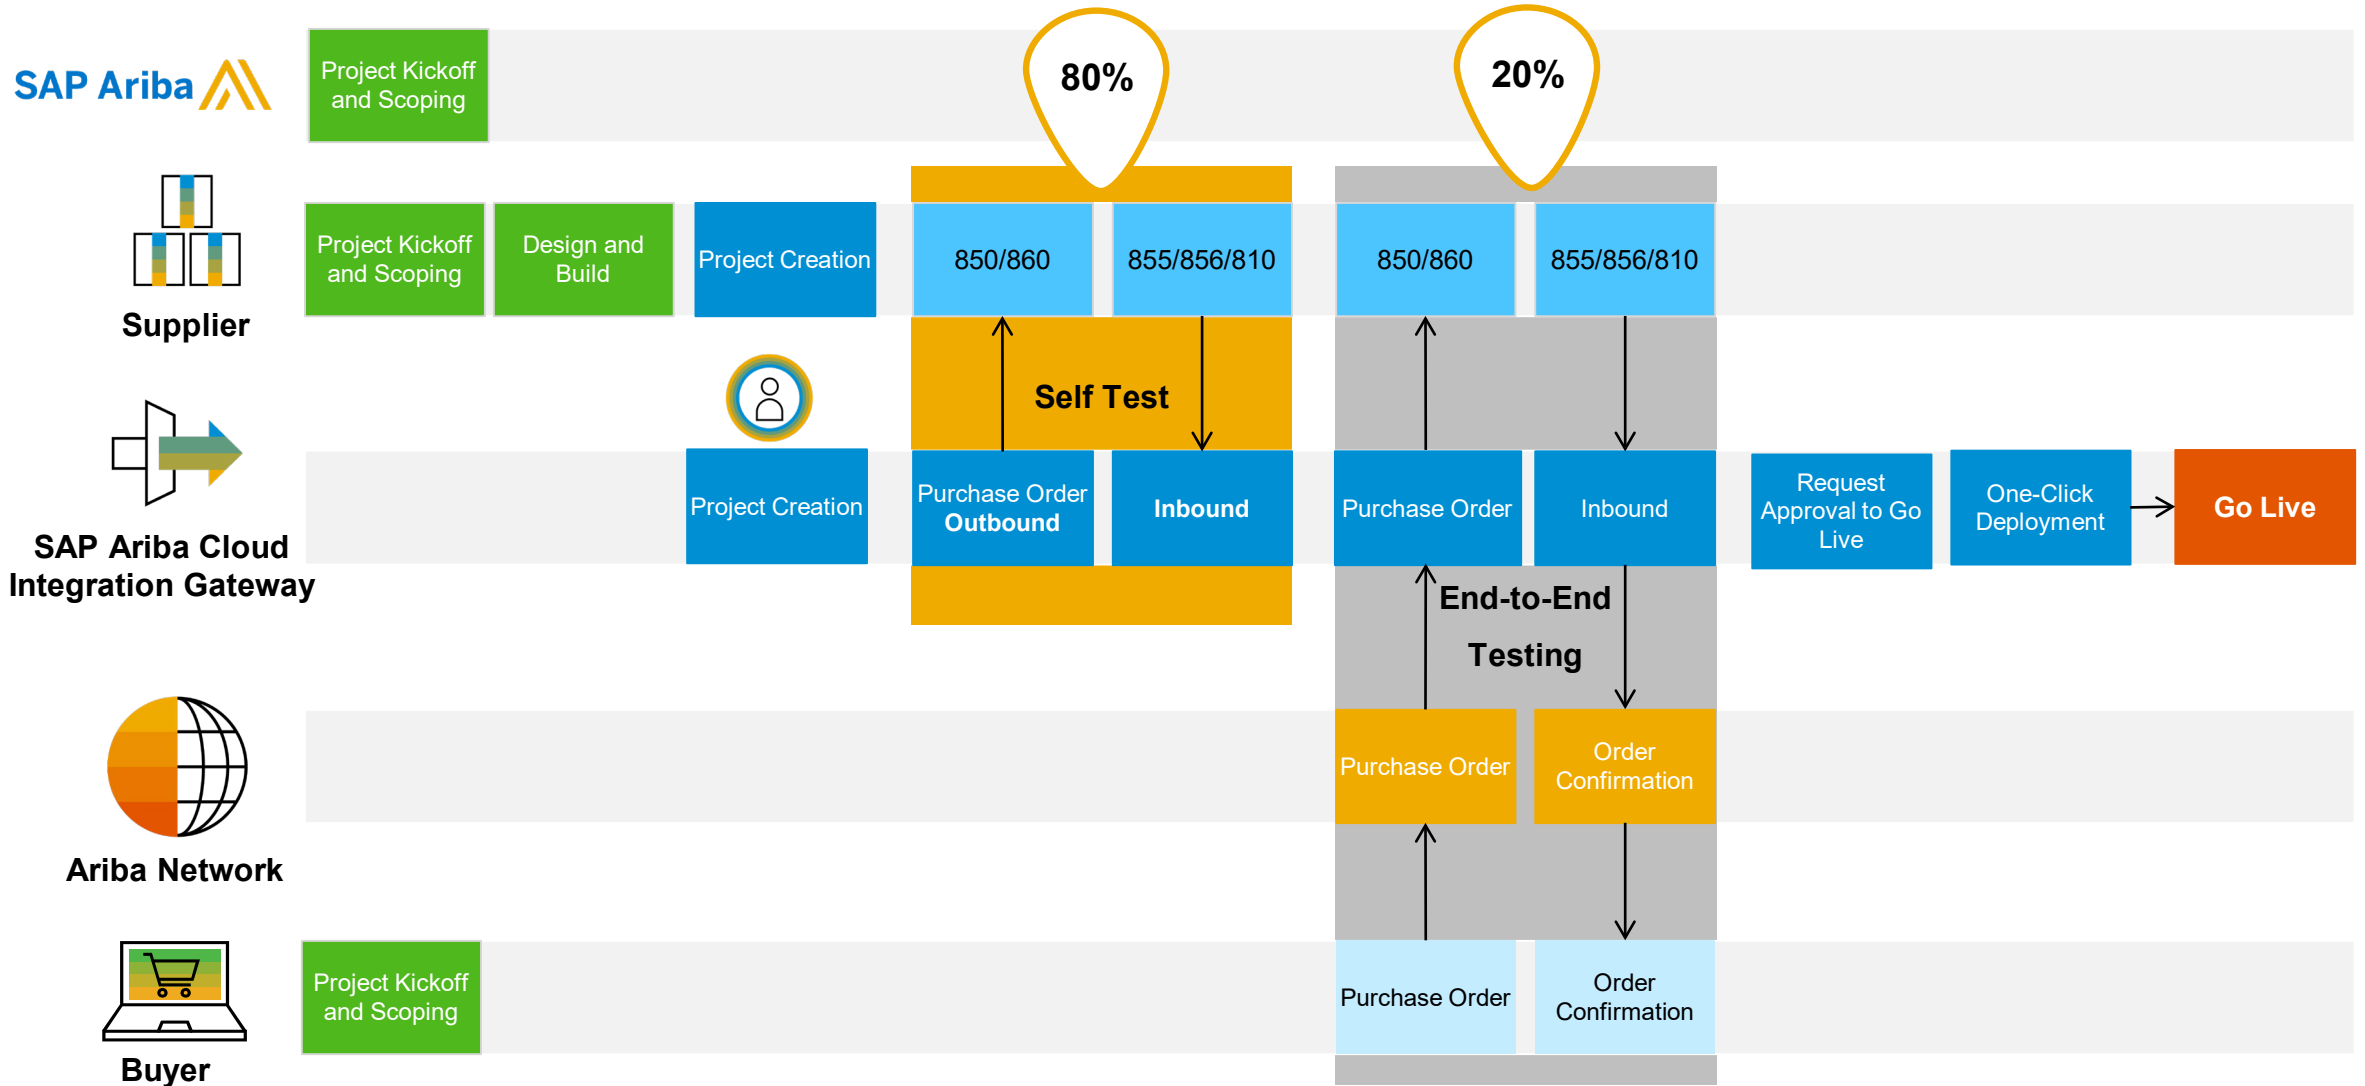 80%
20%
SAP Ariba
Project Kickoff
and Scoping
Supplier
Project Kickoff
and Scoping
Design and
Build
Project Creation
850/860
855/856/810
850/860
855/856/810
Self Test
SAP Ariba Cloud
Integration Gateway
Project Creation
Purchase Order
Outbound
Inbound
Purchase Order
Inbound
Request
Approval to Go
Live
One-Click
Deployment
Go Live
End-to-End
Testing
Ariba Network
Purchase Order
Order
Confirmation
Buyer
Project Kickoff
and Scoping
Purchase Order
Order
Confirmation